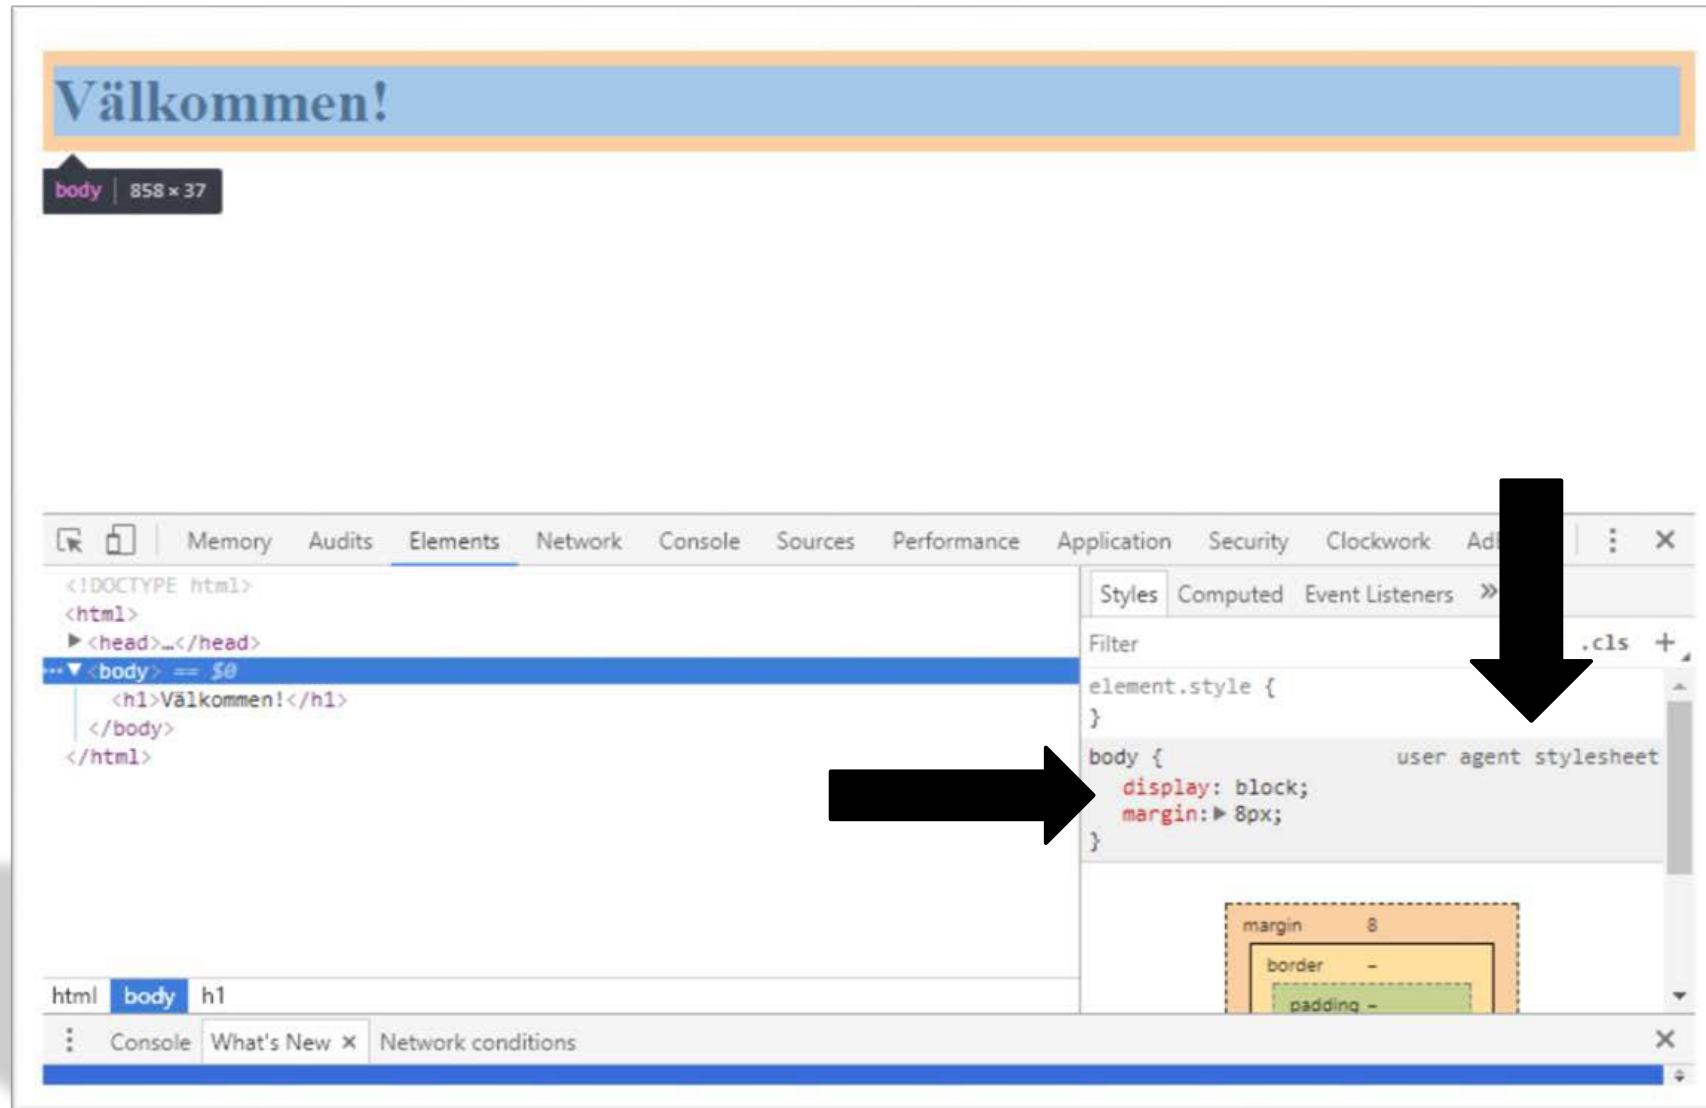 Välkommen!
body 858 × 37
Memory Audits Elements Network Console Sources Performance Application Security Clockwork
<!DOCTYPE html>
<html>
▶<head>…</head>
···▼<body> == $0
<h1>Välkommen!</h1>
</body>
</html>
html body h1
Styles Computed Event Listeners »
Filter .cls +
element.style {
}
body { user agent stylesheet
display: block;
margin:▶ 8px;
}
margin 8
border –
padding –
Console What's New × Network conditions